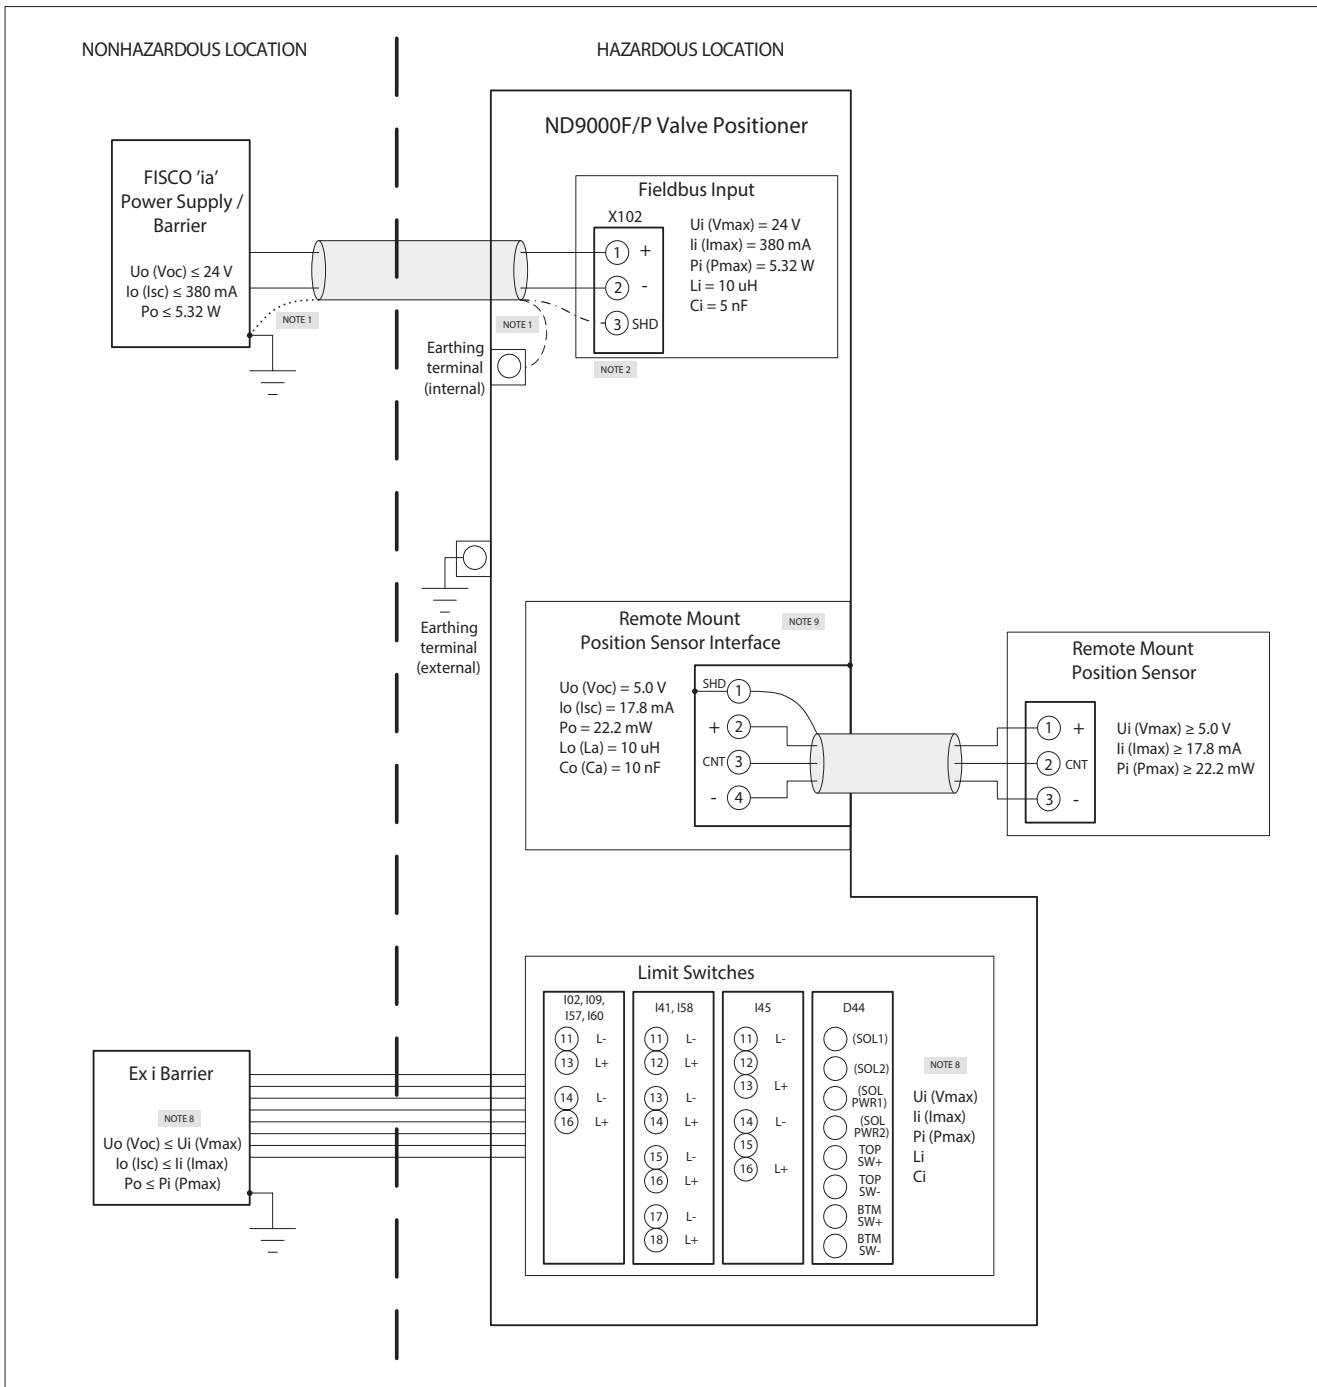 NONHAZARDOUS LOCATION
HAZARDOUS LOCATION
FISCO 'ia'
Power Supply /
Barrier
Uo (Voc) ≤ 24 V
Io (Isc) ≤ 380 mA
Po ≤ 5.32 W
NOTE 1
ND9000F/P Valve Positioner
Fieldbus Input
X102
1 +
2 -
3 SHD
Ui (Vmax) = 24 V
Ii (Imax) = 380 mA
Pi (Pmax) = 5.32 W
Li = 10 uH
Ci = 5 nF
NOTE 1
NOTE 2
Earthing
terminal
(internal)
Earthing
terminal
(external)
Remote Mount
Position Sensor Interface
NOTE 9
Uo (Voc) = 5.0 V
Io (Isc) = 17.8 mA
Po = 22.2 mW
Lo (La) = 10 uH
Co (Ca) = 10 nF
SHD 1
+ 2
CNT 3
- 4
Remote Mount
Position Sensor
1 +
2 CNT
3 -
Ui (Vmax) ≥ 5.0 V
Ii (Imax) ≥ 17.8 mA
Pi (Pmax) ≥ 22.2 mW
Limit Switches
I02, I09,
I57, I60
11 L-
13 L+
14 L-
16 L+
I41, I58
11 L-
12 L+
13 L-
14 L+
15 L-
16 L+
17 L-
18 L+
I45
11 L-
12
13 L+
14 L-
15
16 L+
D44
(SOL1)
(SOL2)
(SOL
PWR1)
(SOL
PWR2)
TOP
SW+
TOP
SW-
BTM
SW+
BTM
SW-
NOTE 8
Ui (Vmax)
Ii (Imax)
Pi (Pmax)
Li
Ci
Ex i Barrier
NOTE 8
Uo (Voc) ≤ Ui (Vmax)
Io (Isc) ≤ Ii (Imax)
Po ≤ Pi (Pmax)